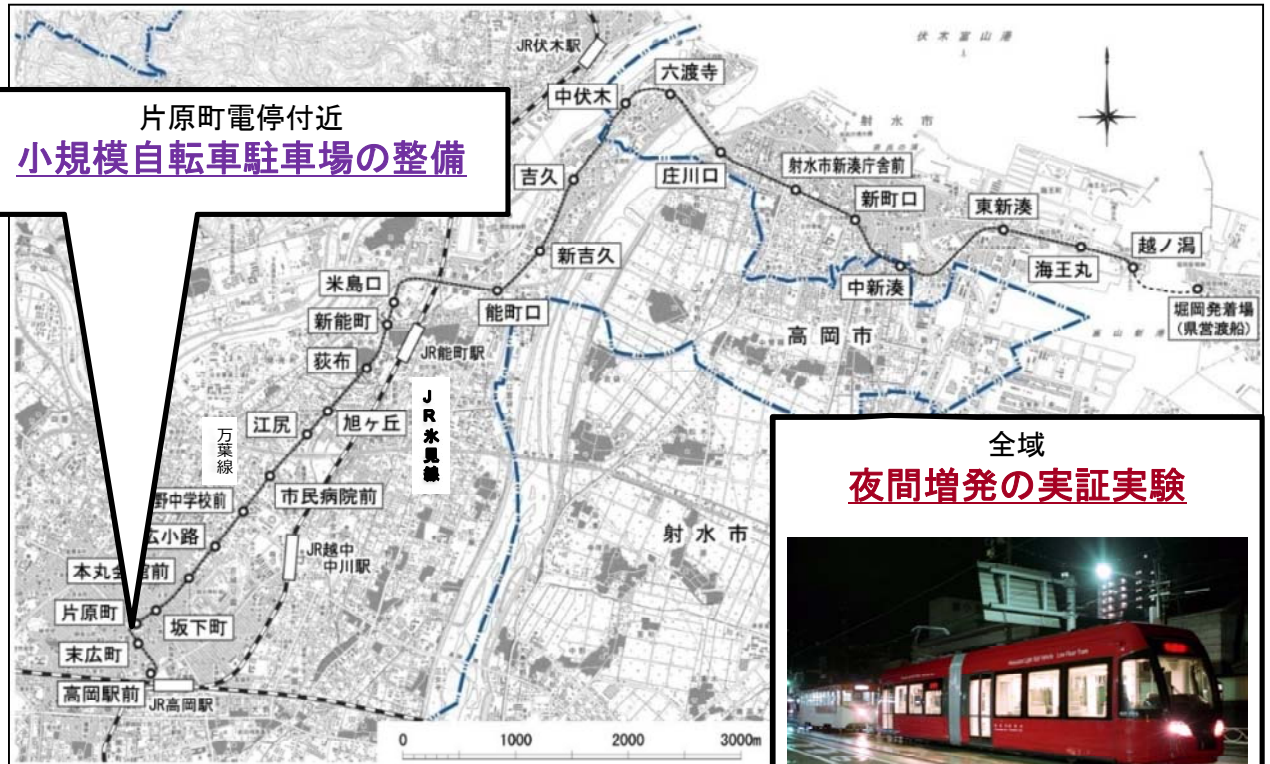 伏木富山港
JR伏木駅
六渡寺
中伏木
片原町電停付近
小規模自転車駐車場の整備
射水市
庄川口
射水市新湊庁舎前
吉久
新町口
東新湊
新吉久
越ノ潟
海王丸
米島口
中新湊
能町口
堀岡発着場
(県営渡船)
新能町
高岡市
JR能町駅
荻布
JR氷見線
江尻
旭ヶ丘
万葉線
全域
夜間増発の実証実験
市民病院前
野中学校前
射水市
広小路
JR越中
中川駅
本丸会館前
片原町
坂下町
末広町
高岡駅前
JR高岡駅
0 1000 2000 3000m